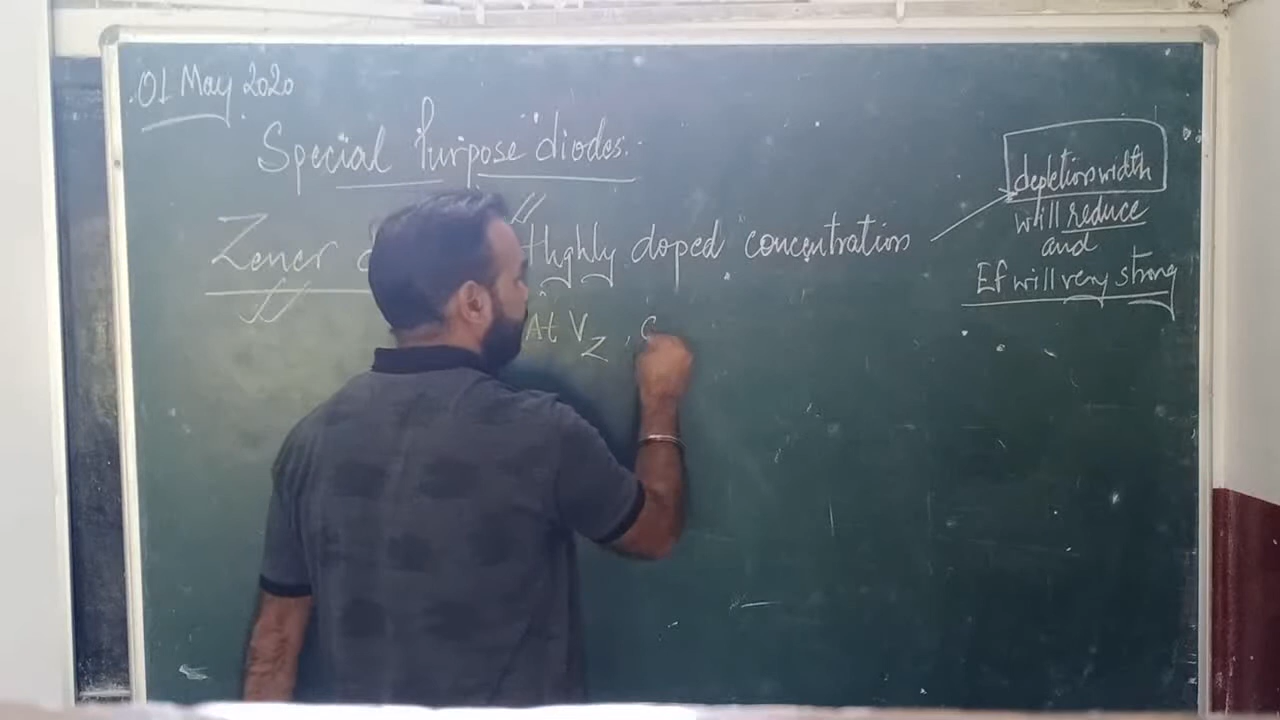 01 May 2020
Special Purpose diodes:
Zener
Highly doped concentration
depletion width
will reduce
and
Ef will very strong
At VZ,